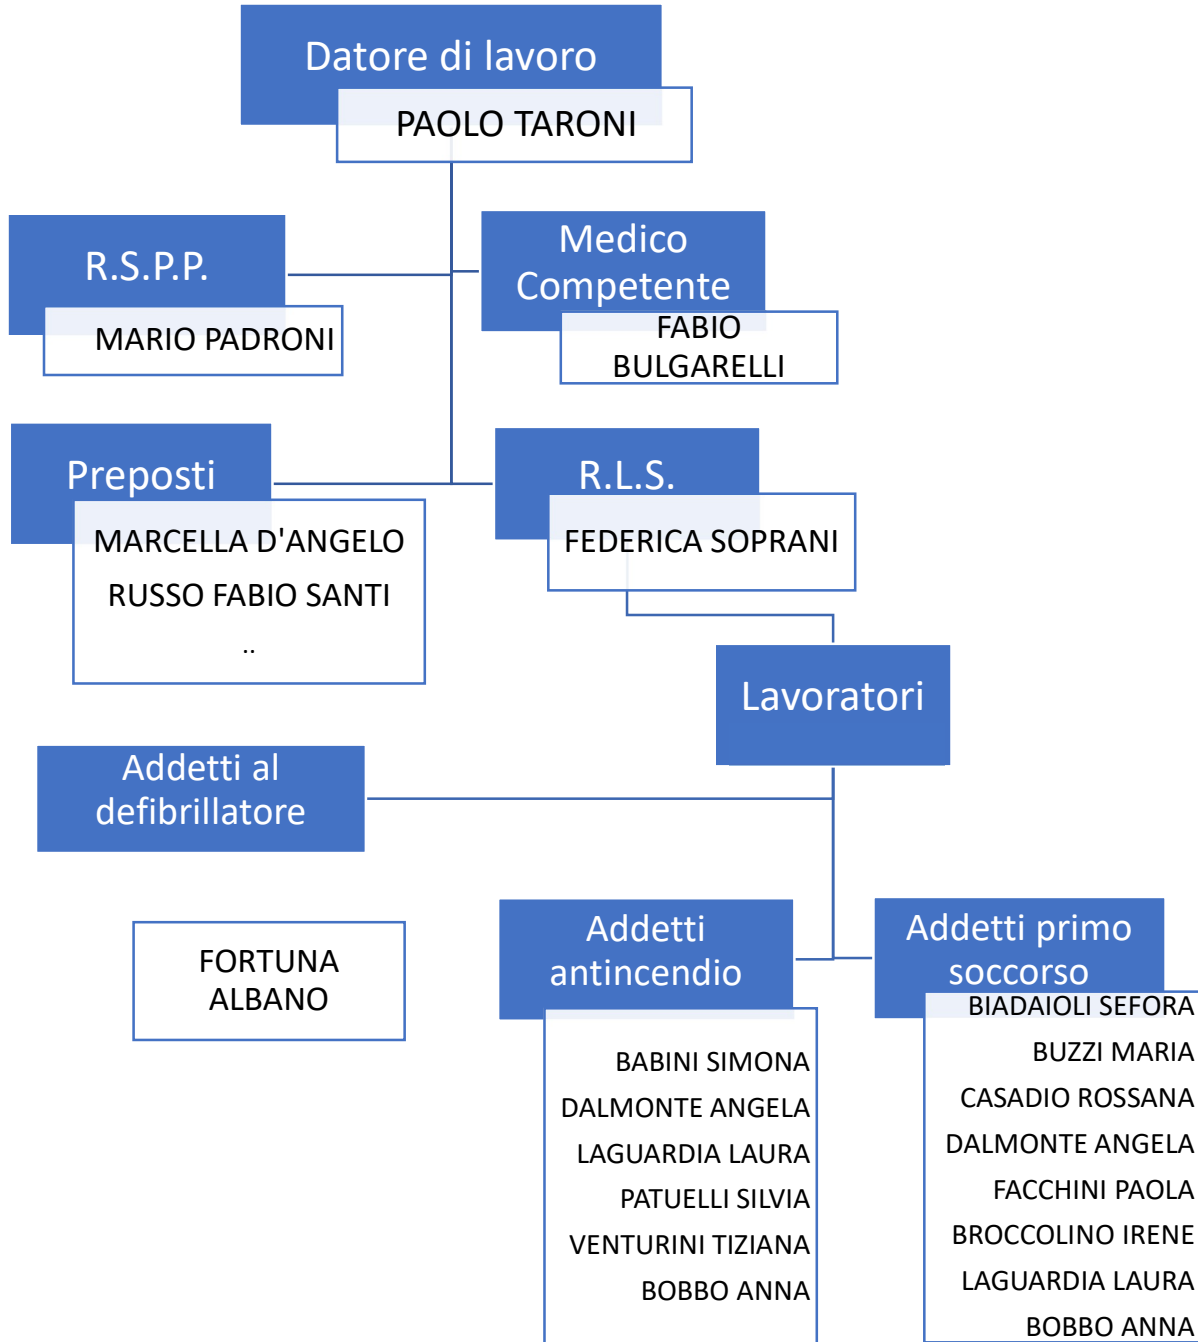 Datore di lavoro
PAOLO TARONI
R.S.P.P.
MARIO PADRONI
Medico
Competente
FABIO
BULGARELLI
Preposti
MARCELLA D'ANGELO
RUSSO FABIO SANTI
..
R.L.S.
FEDERICA SOPRANI
Lavoratori
Addetti al
defibrillatore
FORTUNA
ALBANO
Addetti
antincendio
BABINI SIMONA
DALMONTE ANGELA
LAGUARDIA LAURA
PATUELLI SILVIA
VENTURINI TIZIANA
BOBBO ANNA
Addetti primo
soccorso
BIADAIOLI SEFORA
BUZZI MARIA
CASADIO ROSSANA
DALMONTE ANGELA
FACCHINI PAOLA
BROCCOLINO IRENE
LAGUARDIA LAURA
BOBBO ANNA